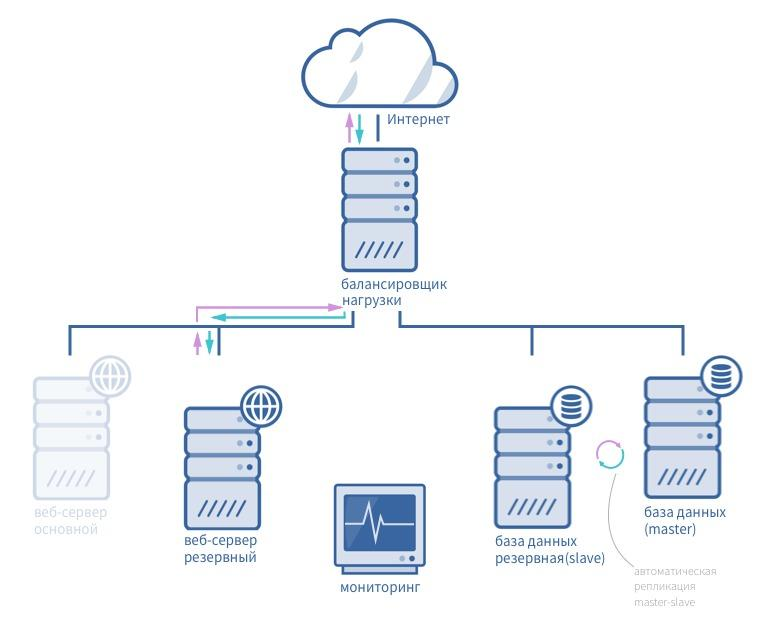 Интернет
балансировщик
нагрузки
веб-сервер
основной
веб-сервер
резервный
мониторинг
база данных
резервная(slave)
база данных
(master)
автоматическая
репликация
master-slave